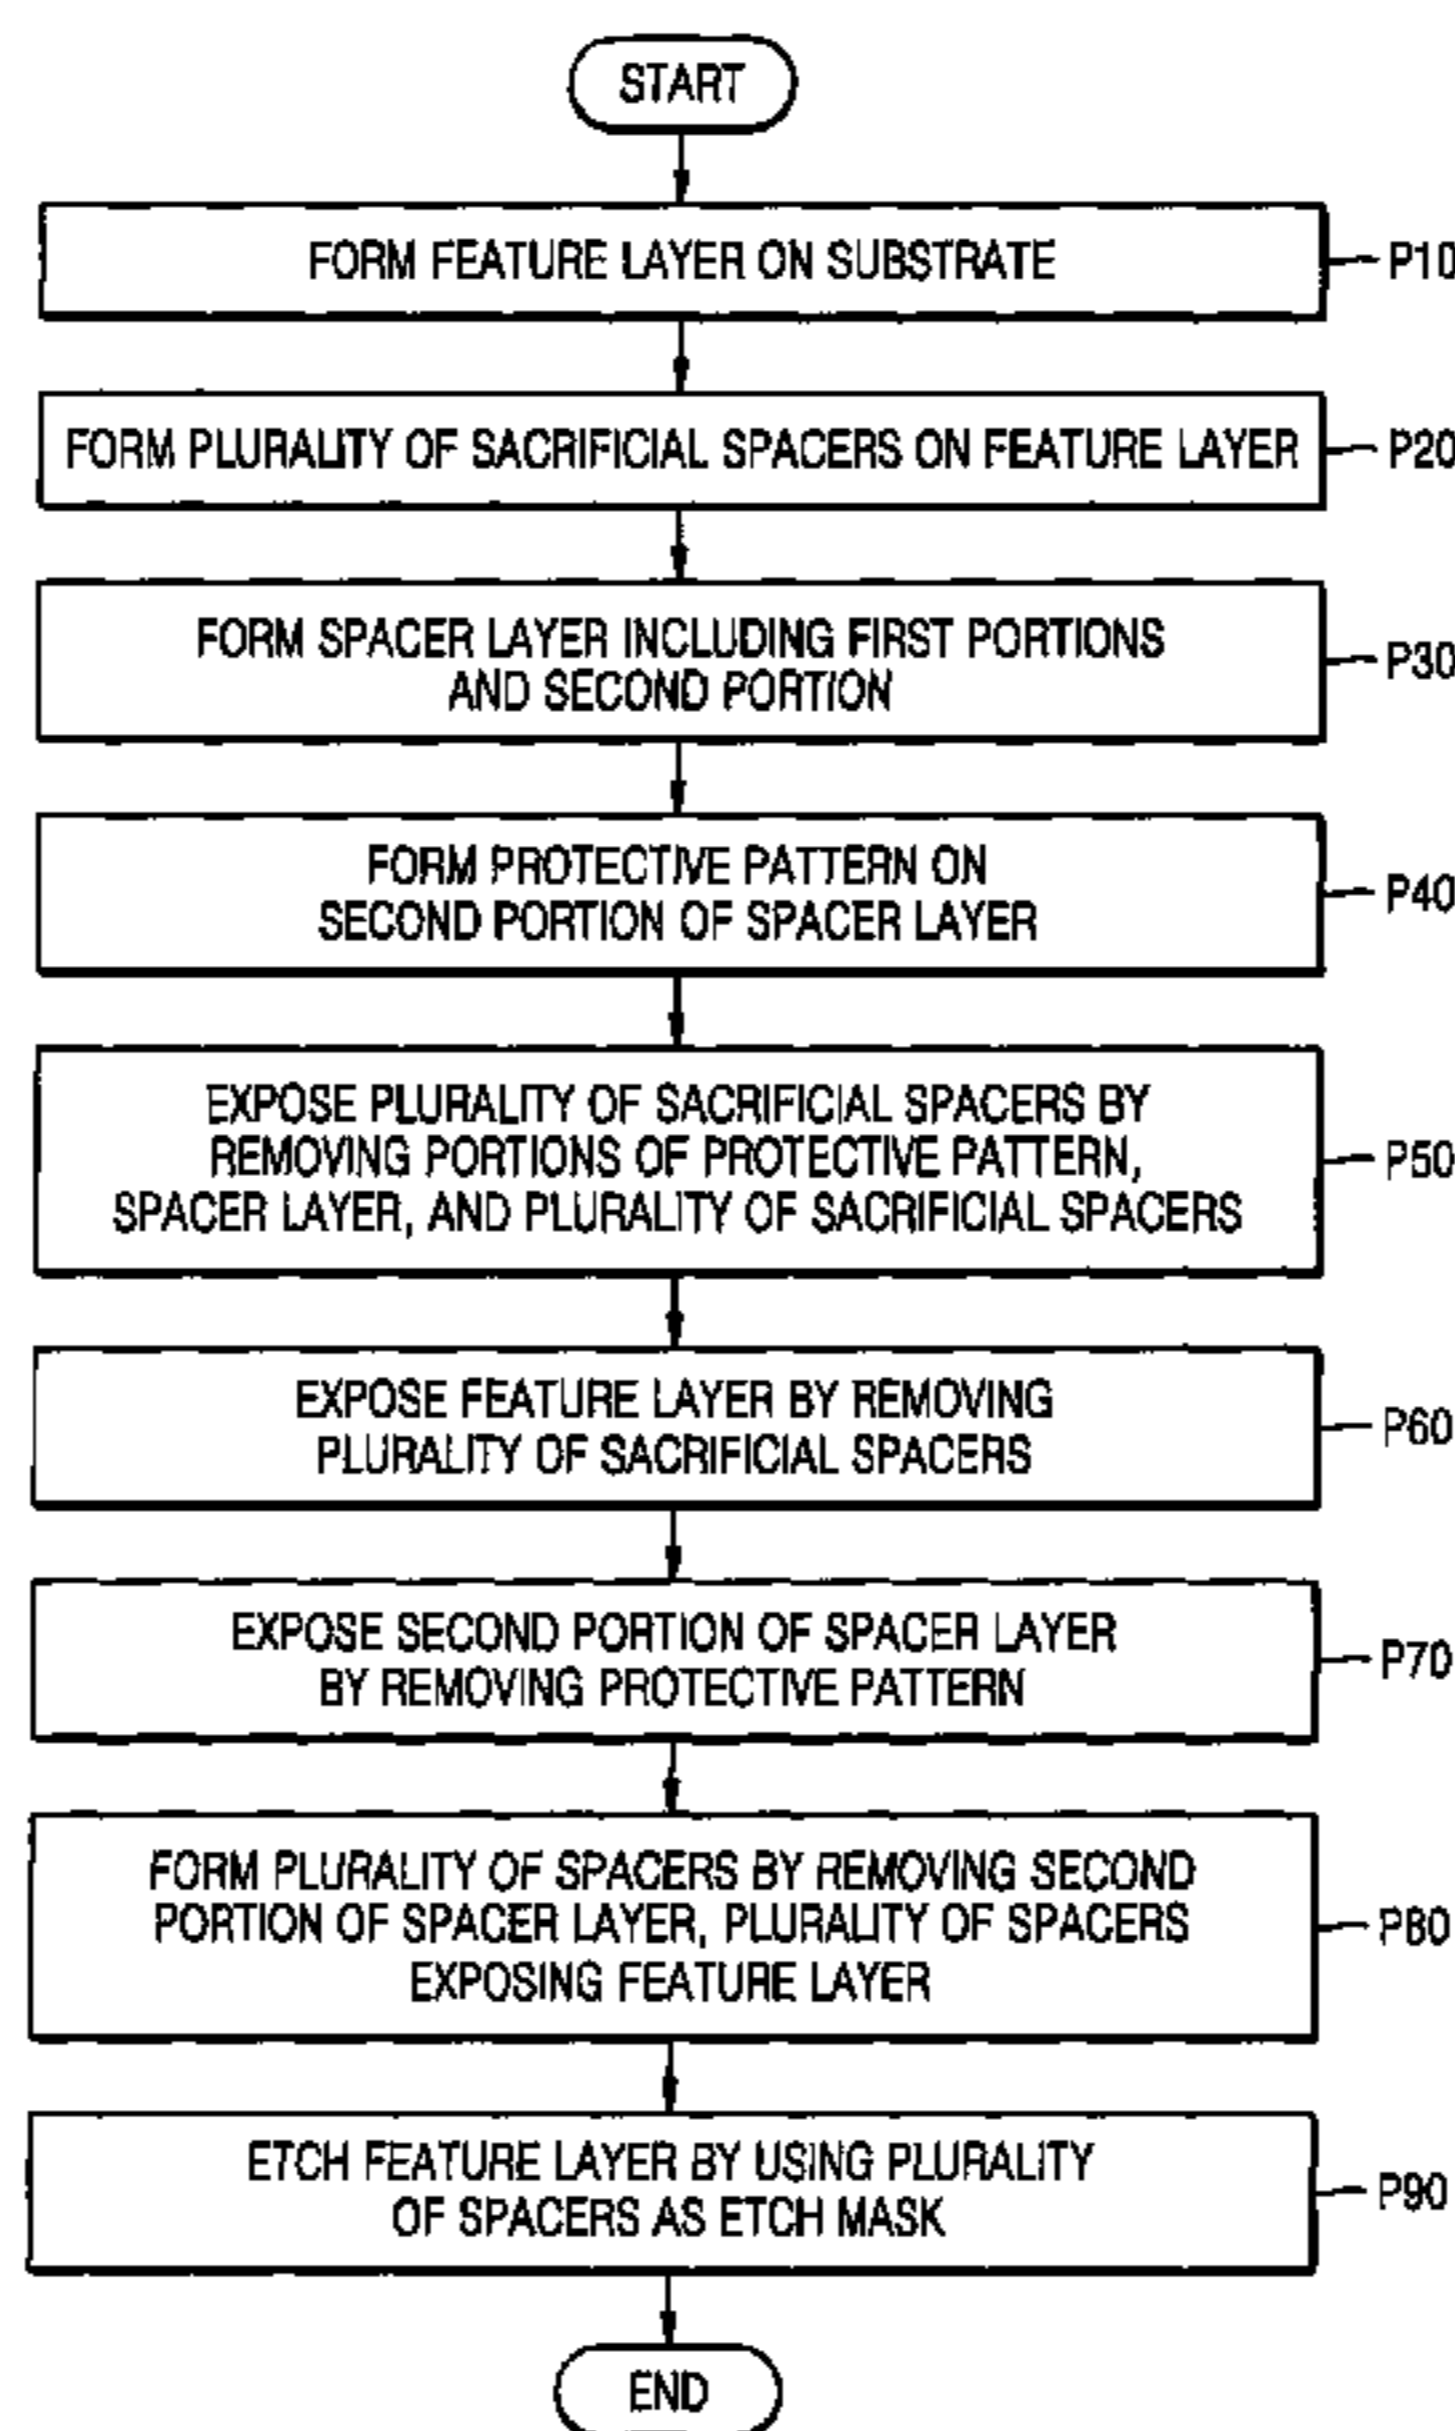 START
FORM FEATURE LAYER ON SUBSTRATE
P10
FORM PLURALITY OF SACRIFICIAL SPACERS ON FEATURE LAYER
P20
FORM SPACER LAYER INCLUDING FIRST PORTIONS
AND SECOND PORTION
P30
FORM PROTECTIVE PATTERN ON
SECOND PORTION OF SPACER LAYER
P40
EXPOSE PLURALITY OF SACRIFICIAL SPACERS BY
REMOVING PORTIONS OF PROTECTIVE PATTERN,
SPACER LAYER, AND PLURALITY OF SACRIFICIAL SPACERS
P50
EXPOSE FEATURE LAYER BY REMOVING
PLURALITY OF SACRIFICIAL SPACERS
P60
EXPOSE SECOND PORTION OF SPACER LAYER
BY REMOVING PROTECTIVE PATTERN
P70
FORM PLURALITY OF SPACERS BY REMOVING SECOND
PORTION OF SPACER LAYER, PLURALITY OF SPACERS
EXPOSING FEATURE LAYER
P80
ETCH FEATURE LAYER BY USING PLURALITY
OF SPACERS AS ETCH MASK
P90
END